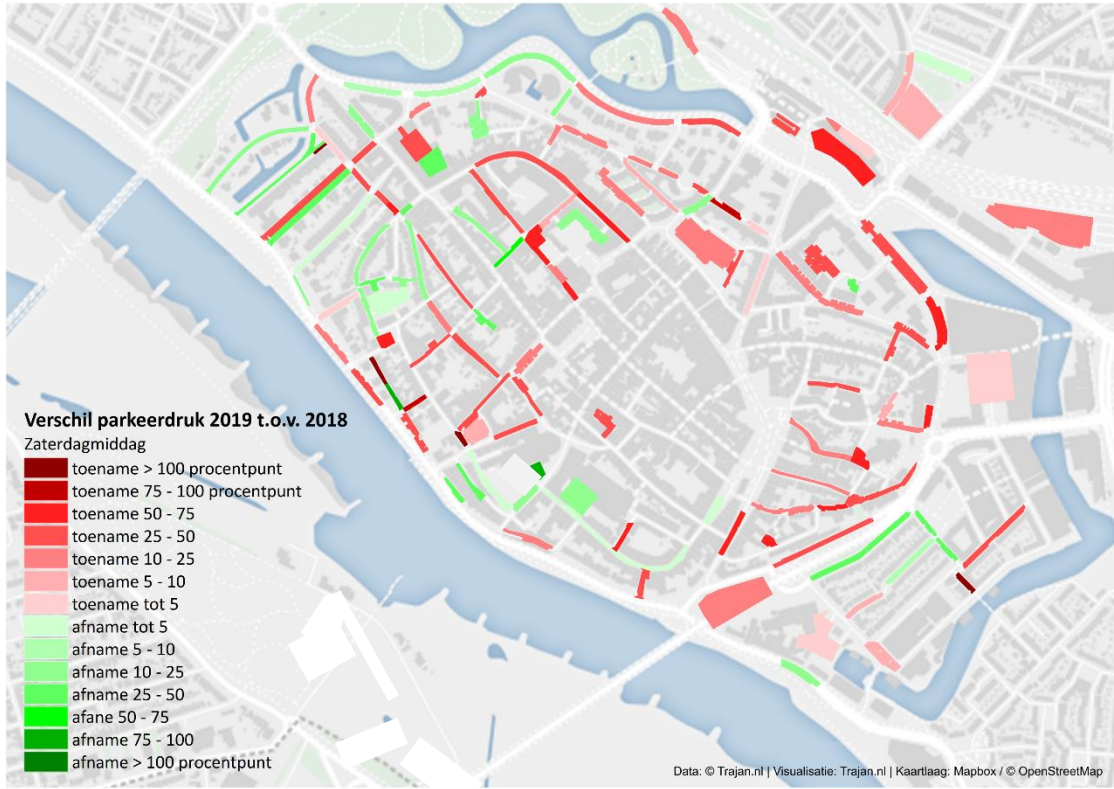 Verschil parkeerdruk 2019 t.o.v. 2018
Zaterdagmiddag
toename > 100 procentpunt
toename 75 - 100 procentpunt
toename 50 - 75
toename 25 - 50
toename 10 - 25
toename 5 - 10
toename tot 5
afname tot 5
afname 5 - 10
afname 10 - 25
afname 25 - 50
afane 50 - 75
afname 75 - 100
afname > 100 procentpunt
Data: © Trajan.nl | Visualisatie: Trajan.nl | Kaartlaag: Mapbox / © OpenStreetMap